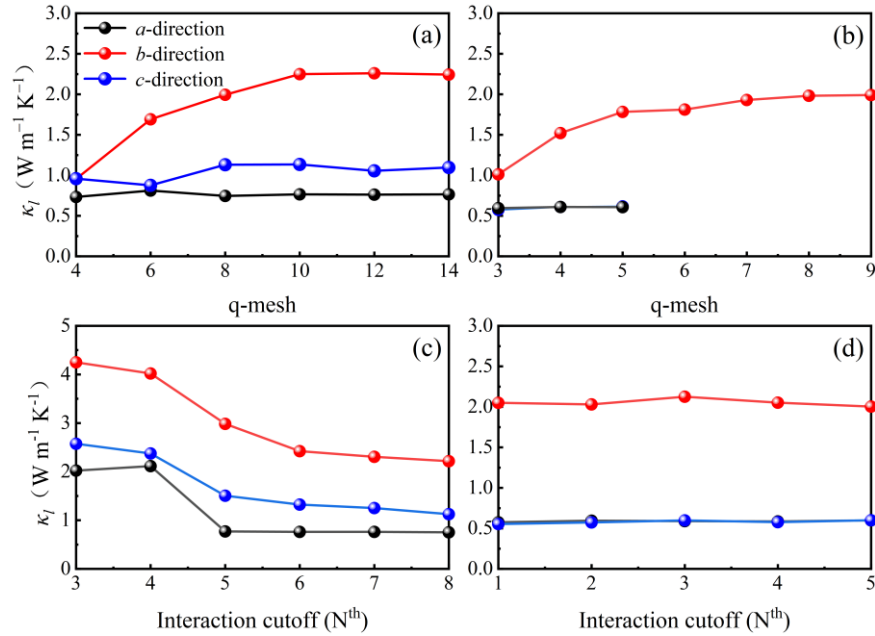 3.0
2.5
2.0
1.5
1.0
0.5
0.0
κl ( W m−1 K−1 )
a-direction
b-direction
c-direction
(a)
4 6 8 10 12 14
q-mesh
3.0
2.5
2.0
1.5
1.0
0.5
0.0
(b)
3 4 5 6 7 8 9
q-mesh
5
4
3
2
1
0
κl ( W m-1 K-1 )
(c)
3 4 5 6 7 8
Interaction cutoff (Nth)
3.0
2.5
2.0
1.5
1.0
0.5
0.0
(d)
1 2 3 4 5
Interaction cutoff (Nth)